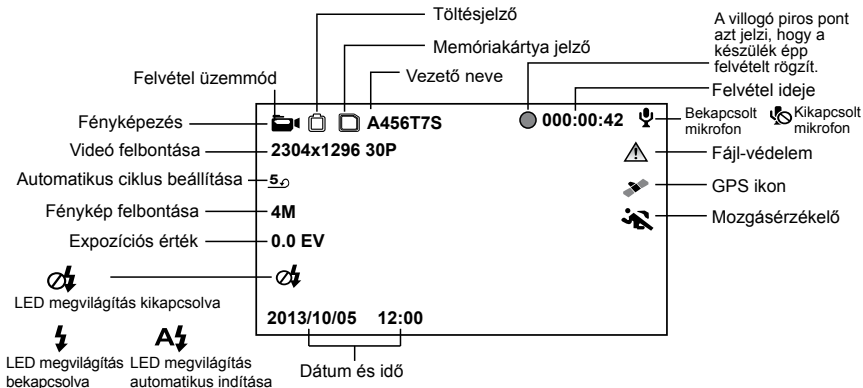 Töltésjelző
Memóriakártya jelző
Felvétel üzemmód
Vezető neve
A villogó piros pont
azt jelzi, hogy a
készülék épp
felvételt rögzít.
Felvétel ideje
Fényképezés
A456T7S
000:00:42
Bekapcsolt
mikrofon
Kikapcsolt
mikrofon
Videó felbontása
2304x1296 30P
Fájl-védelem
Automatikus ciklus beállítása
5
GPS ikon
Fénykép felbontása
4M
Mozgásérzékelő
Expozíciós érték
0.0 EV
LED megvilágítás kikapcsolva
2013/10/05 12:00
A
LED megvilágítás
bekapcsolva
LED megvilágítás
automatikus indítása
Dátum és idő